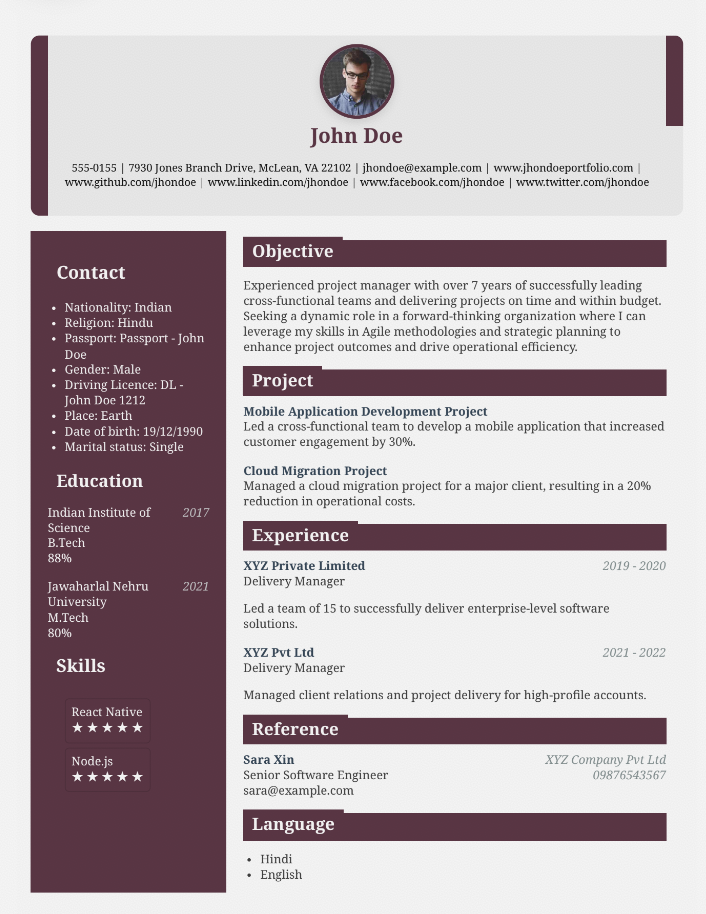 John Doe
555-0155 | 7930 Jones Branch Drive, McLean, VA 22102 | jhondoe@example.com | www.jhondoeportfolio.com |
www.github.com/jhondoe | www.linkedin.com/jhondoe | www.facebook.com/jhondoe | www.twitter.com/jhondoe
Contact
• Nationality: Indian
• Religion: Hindu
• Passport: Passport - John
Doe
• Gender: Male
• Driving Licence: DL -
John Doe 1212
• Place: Earth
• Date of birth: 19/12/1990
• Marital status: Single
Education
Indian Institute of 2017
Science
B.Tech
88%
Jawaharlal Nehru 2021
University
M.Tech
80%
Skills
React Native
★★★★★
Node.js
★★★★★
Objective
Experienced project manager with over 7 years of successfully leading
cross-functional teams and delivering projects on time and within budget.
Seeking a dynamic role in a forward-thinking organization where I can
leverage my skills in Agile methodologies and strategic planning to
enhance project outcomes and drive operational efficiency.
Project
Mobile Application Development Project
Led a cross-functional team to develop a mobile application that increased
customer engagement by 30%.
Cloud Migration Project
Managed a cloud migration project for a major client, resulting in a 20%
reduction in operational costs.
Experience
XYZ Private Limited 2019 - 2020
Delivery Manager
Led a team of 15 to successfully deliver enterprise-level software
solutions.
XYZ Pvt Ltd 2021 - 2022
Delivery Manager
Managed client relations and project delivery for high-profile accounts.
Reference
Sara Xin XYZ Company Pvt Ltd
Senior Software Engineer 09876543567
sara@example.com
Language
• Hindi
• English